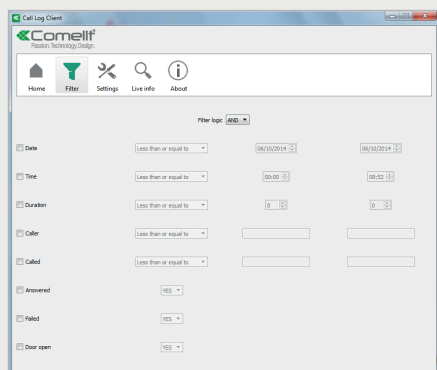 Call Log Client
Comelit®
Passion.Technology.Design.
Home Filter Settings Live info About
Filter logic AND
Date Less than or equal to 06/10/2014 06/10/2014
Time Less than or equal to 00:00 08:52
Duration Less than or equal to 0 0
Caller Less than or equal to
Called Less than or equal to
Answered YES
Failed YES
Door open YES